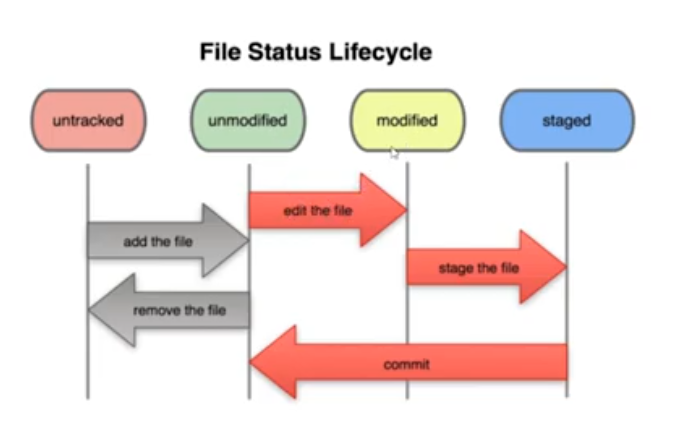 File Status Lifecycle
untracked
unmodified
modified
staged
edit the file
add the file
stage the file
remove the file
commit